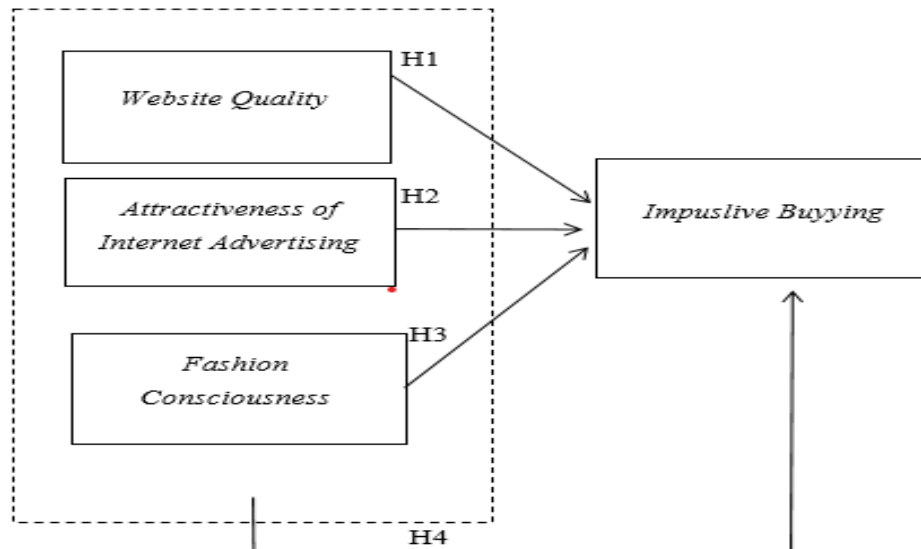 H1
Website Quality
H2
Attractiveness of
Internet Advertising
Impuslive Buyying
H3
Fashion
Consciousness
H4